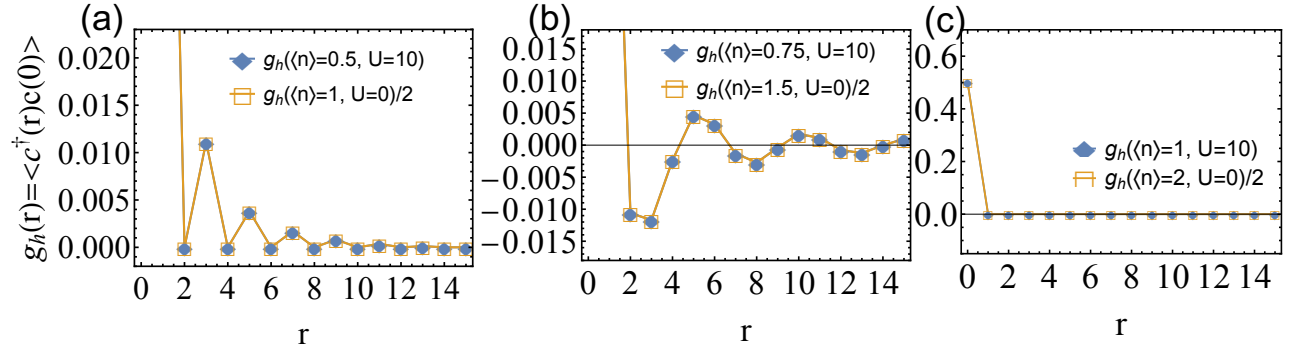 (a)
g_h(r)=<c†(r)c(0)>
0.020
0.015
0.010
0.005
0.000
g_h(⟨n⟩=0.5, U=10)
g_h(⟨n⟩=1, U=0)/2
0 2 4 6 8 10 12 14
r
(b)
0.015
0.010
0.005
0.000
−0.005
−0.010
−0.015
g_h(⟨n⟩=0.75, U=10)
g_h(⟨n⟩=1.5, U=0)/2
0 2 4 6 8 10 12 14
r
(c)
0.6
0.4
0.2
0.0
g_h(⟨n⟩=1, U=10)
g_h(⟨n⟩=2, U=0)/2
0 2 4 6 8 10 12 14
r